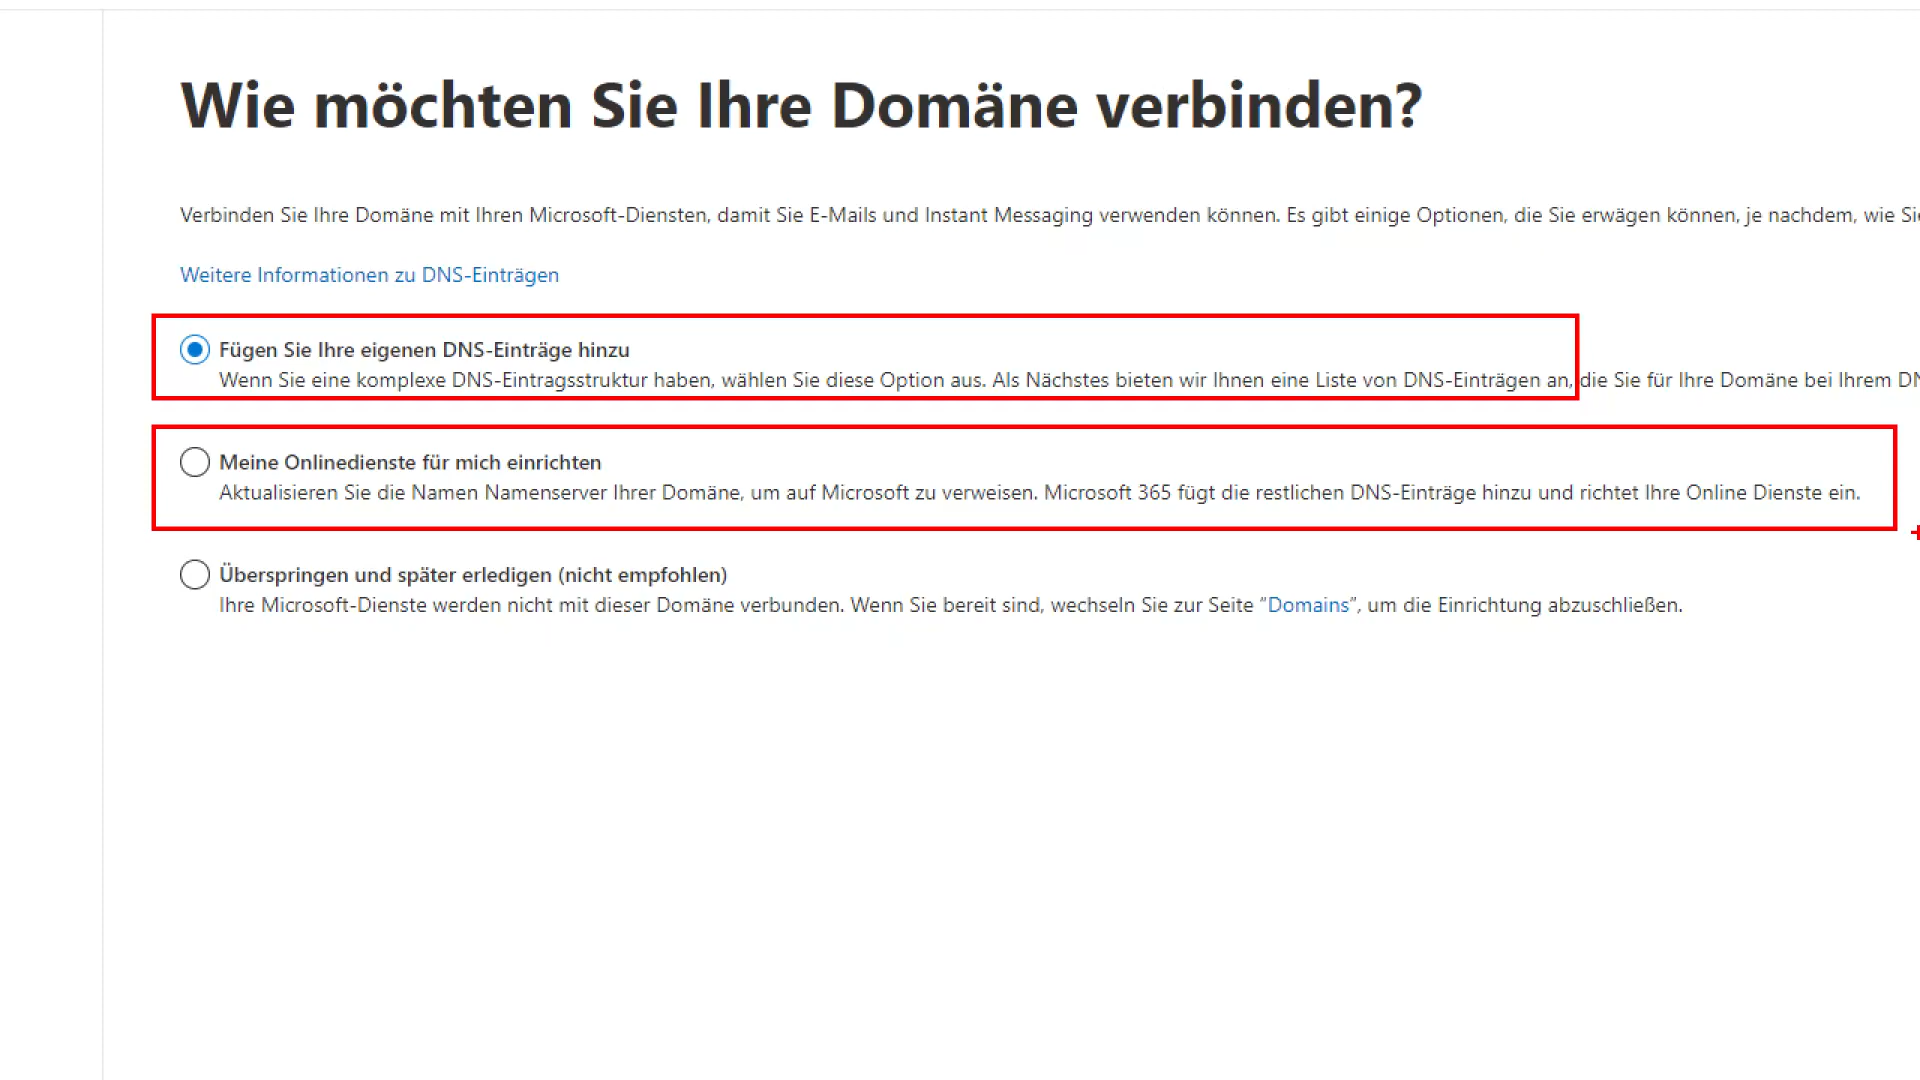 Wie möchten Sie Ihre Domäne verbinden?
Verbinden Sie Ihre Domäne mit Ihren Microsoft-Diensten, damit Sie E-Mails und Instant Messaging verwenden können. Es gibt einige Optionen, die Sie erwägen können, je nachdem, wie
Weitere Informationen zu DNS-Einträgen
Fügen Sie Ihre eigenen DNS-Einträge hinzu
Wenn Sie eine komplexe DNS-Eintragsstruktur haben, wählen Sie diese Option aus. Als Nächstes bieten wir Ihnen eine Liste von DNS-Einträgen an, die Sie für Ihre Domäne bei Ihrem
Meine Onlinedienste für mich einrichten
Aktualisieren Sie die Namen Namenserver Ihrer Domäne, um auf Microsoft zu verweisen. Microsoft 365 fügt die restlichen DNS-Einträge hinzu und richtet Ihre Online Dienste ein.
Überspringen und später erledigen (nicht empfohlen)
Ihre Microsoft-Dienste werden nicht mit dieser Domäne verbunden. Wenn Sie bereit sind, wechseln Sie zur Seite “Domains”, um die Einrichtung abzuschließen.